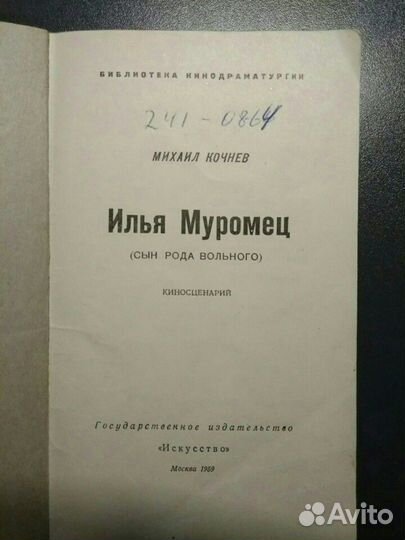 БИБЛИОТЕКА КИНОДРАМАТУРГИИ
241-0864
МИХАИЛ КОЧНЕВ
Илья Муромец
(СЫН РОДА ВОЛЬНОГО)
КИНОСЦЕНАРИЙ
Государственное издательство
«Искусство»
Москва 1959
Avito